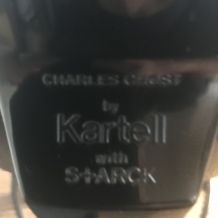 CHARLES GHOST
by
Kartell
with
S+ARCK